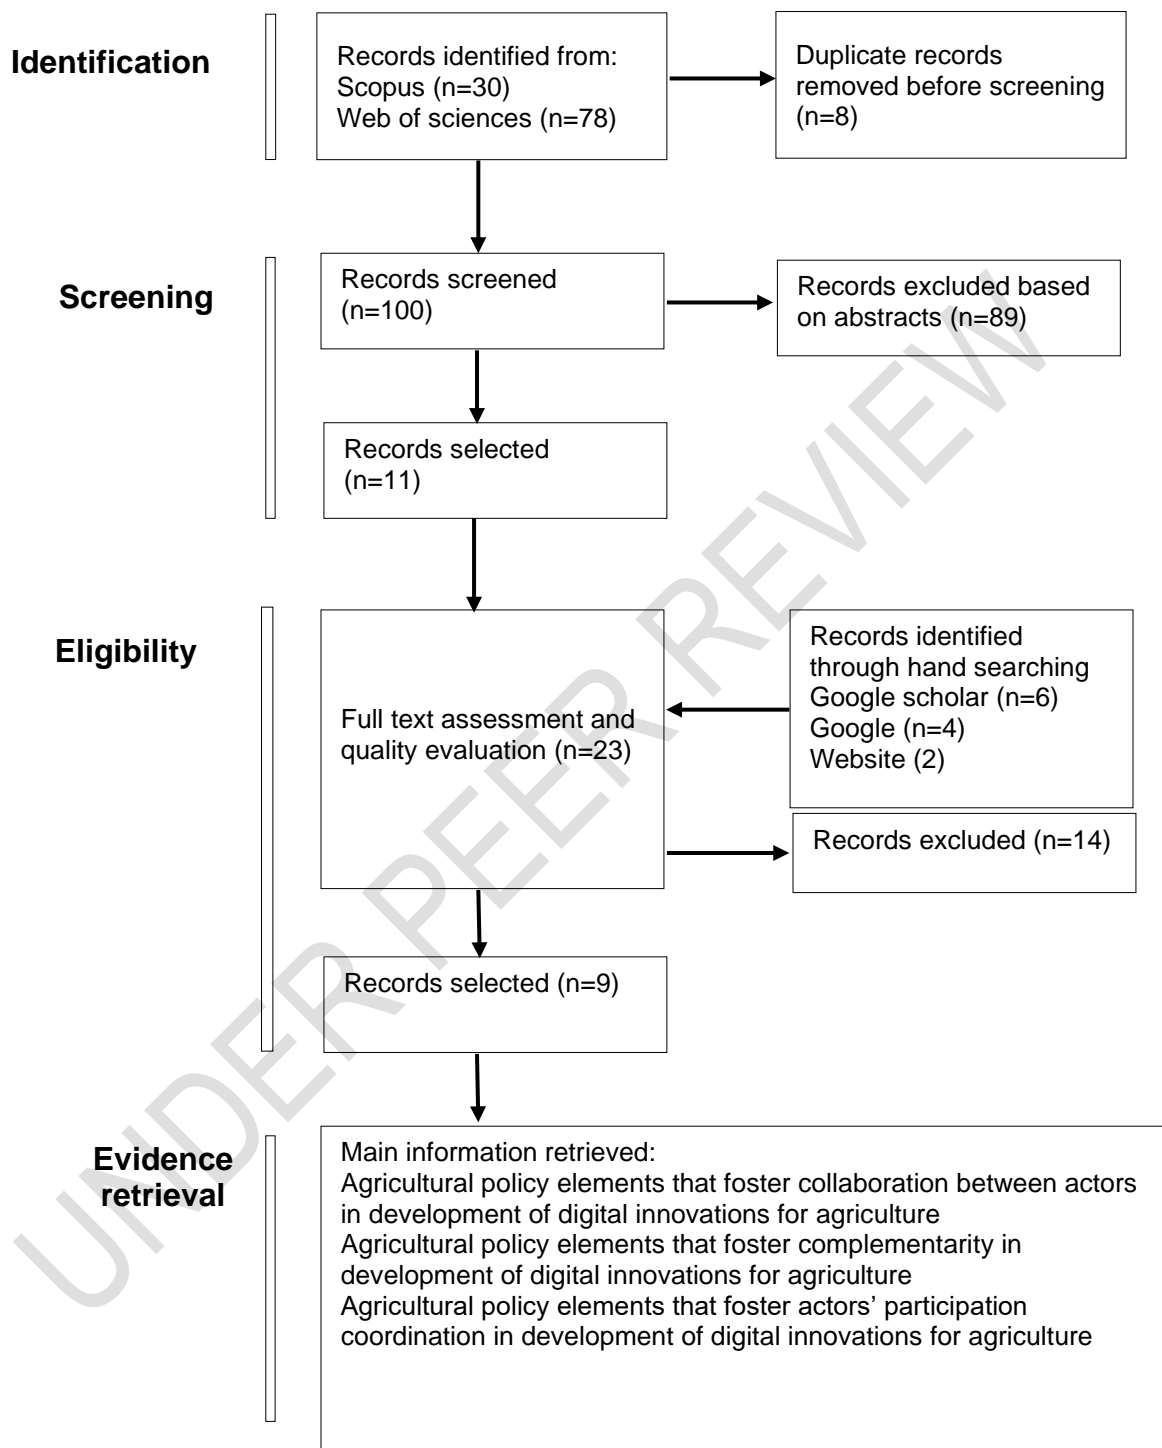 Identification
Records identified from:
Scopus (n=30)
Web of sciences (n=78)
Duplicate records
removed before screening
(n=8)
Screening
Records screened
(n=100)
Records excluded based
on abstracts (n=89)
Records selected
(n=11)
Eligibility
Full text assessment and
quality evaluation (n=23)
Records identified
through hand searching
Google scholar (n=6)
Google (n=4)
Website (2)
Records excluded (n=14)
Records selected (n=9)
Evidence
retrieval
Main information retrieved:
Agricultural policy elements that foster collaboration between actors
in development of digital innovations for agriculture
Agricultural policy elements that foster complementarity in
development of digital innovations for agriculture
Agricultural policy elements that foster actors’ participation
coordination in development of digital innovations for agriculture
UNDER PEER REVIEW